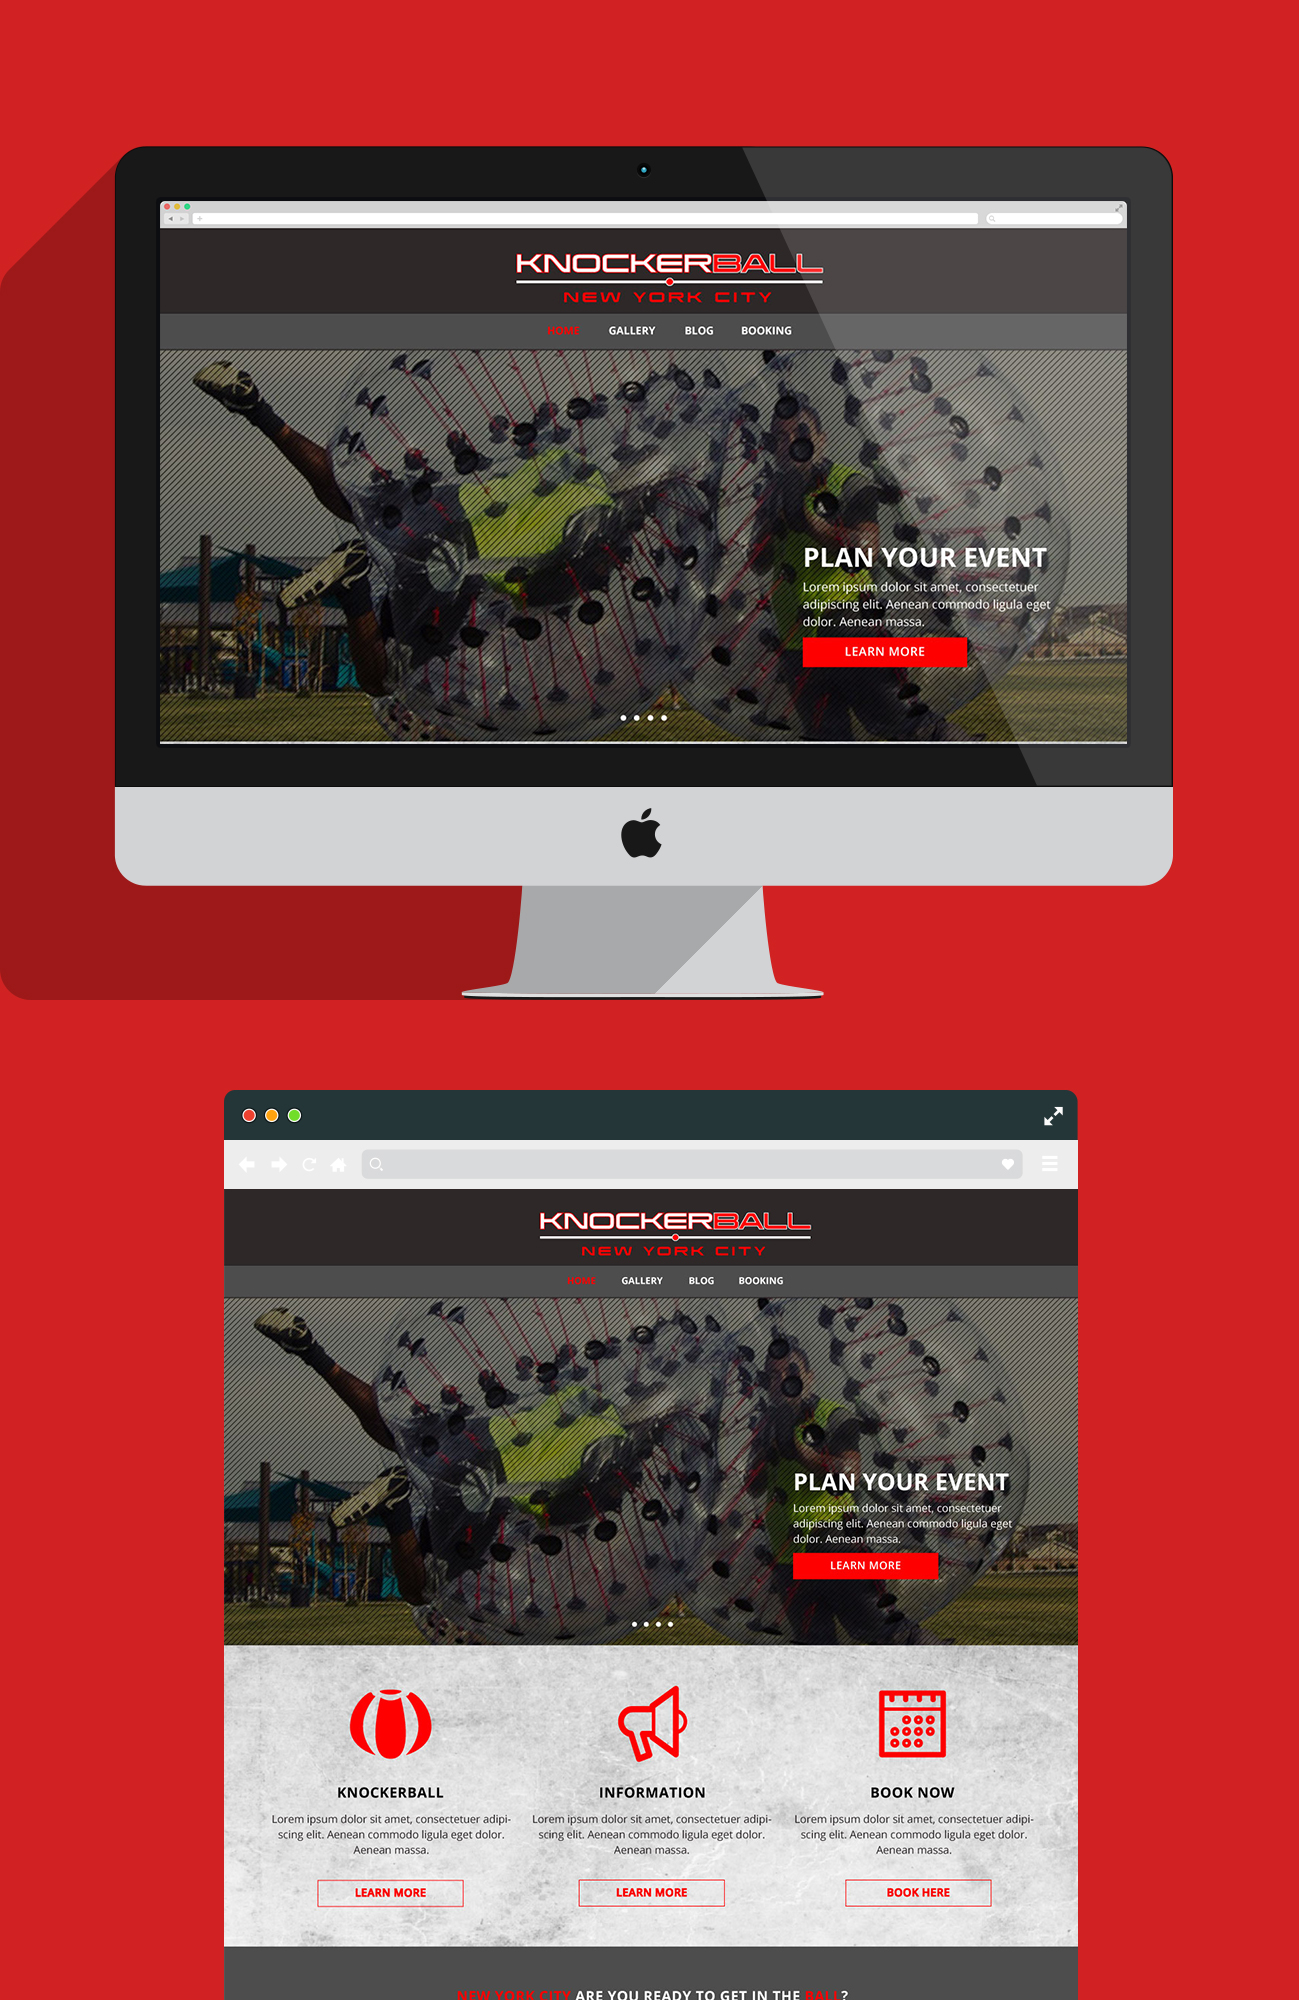 KNOCKERBALL
NEW YORK CITY
HOME GALLERY BLOG BOOKING
PLAN YOUR EVENT
Lorem ipsum dolor sit amet, consectetuer
adipiscing elit. Aenean commodo ligula eget
dolor. Aenean massa.
LEARN MORE
KNOCKERBALL
NEW YORK CITY
HOME GALLERY BLOG BOOKING
PLAN YOUR EVENT
Lorem ipsum dolor sit amet, consectetuer
adipiscing elit. Aenean commodo ligula eget
dolor. Aenean massa.
LEARN MORE
KNOCKERBALL
Lorem ipsum dolor sit amet, consectetuer adipi-
scing elit. Aenean commodo ligula eget dolor.
Aenean massa.
LEARN MORE
INFORMATION
Lorem ipsum dolor sit amet, consectetuer adipi-
scing elit. Aenean commodo ligula eget dolor.
Aenean massa.
LEARN MORE
BOOK NOW
Lorem ipsum dolor sit amet, consectetuer adipi-
scing elit. Aenean commodo ligula eget dolor.
Aenean massa.
BOOK HERE
NEW YORK CITY ARE YOU READY TO GET IN THE BALL?